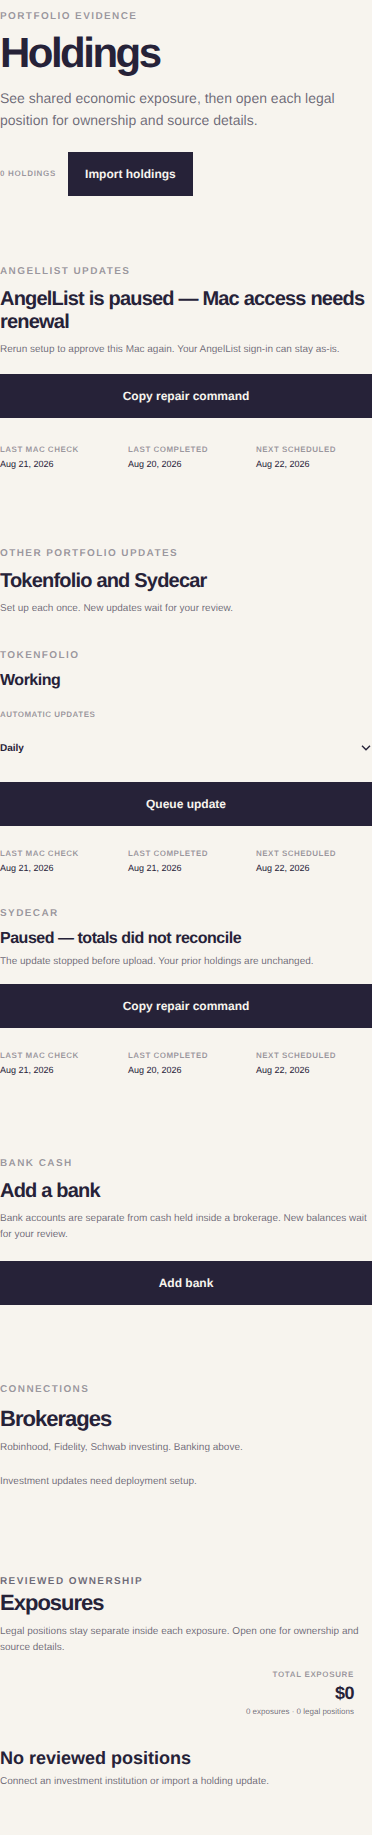 PORTFOLIO EVIDENCE
Holdings
See shared economic exposure, then open each legal
position for ownership and source details.
0 HOLDINGS
Import holdings
ANGELLIST UPDATES
AngelList is paused — Mac access needs
renewal
Rerun setup to approve this Mac again. Your AngelList sign-in can stay as-is.
Copy repair command
LAST MAC CHECK LAST COMPLETED NEXT SCHEDULED
Aug 21, 2026 Aug 20, 2026 Aug 22, 2026
OTHER PORTFOLIO UPDATES
Tokenfolio and Sydecar
Set up each once. New updates wait for your review.
TOKENFOLIO
Working
AUTOMATIC UPDATES
Daily
Queue update
LAST MAC CHECK LAST COMPLETED NEXT SCHEDULED
Aug 21, 2026 Aug 21, 2026 Aug 22, 2026
SYDECAR
Paused — totals did not reconcile
The update stopped before upload. Your prior holdings are unchanged.
Copy repair command
LAST MAC CHECK LAST COMPLETED NEXT SCHEDULED
Aug 21, 2026 Aug 20, 2026 Aug 22, 2026
BANK CASH
Add a bank
Bank accounts are separate from cash held inside a brokerage. New balances wait
for your review.
Add bank
CONNECTIONS
Brokerages
Robinhood, Fidelity, Schwab investing. Banking above.
Investment updates need deployment setup.
REVIEWED OWNERSHIP
Exposures
Legal positions stay separate inside each exposure. Open one for ownership and
source details.
TOTAL EXPOSURE
$0
0 exposures · 0 legal positions
No reviewed positions
Connect an investment institution or import a holding update.